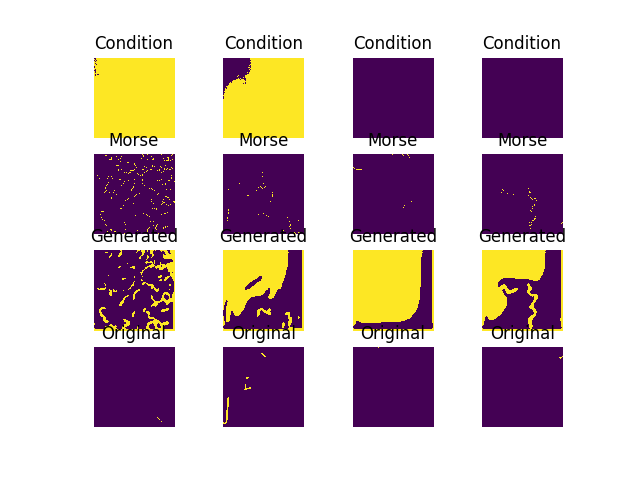 Condition Condition Condition Condition
Morse Morse Morse Morse
Generated Generated Generated Generated
Original Original Original Original